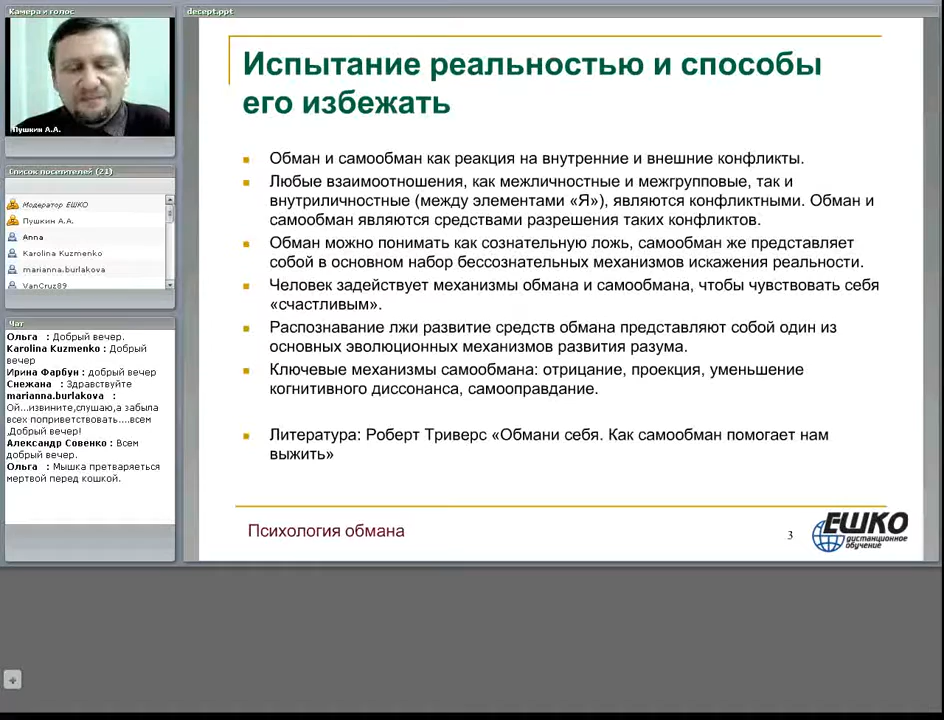 Камера и голос
Пушкин А.А.
Список посетителей (21)
Модератор ЕШКО
Пушкин А.А.
Anna
Karolina Kuzmenko
marianna.burlakova
VanCruz89
Чат
Ольга : Добрый вечер.
Karolina Kuzmenko : Добрый
вечер
Ирина Фарбун : добрый вечер
Снежана : Здравствуйте
marianna.burlakova :
Ой...извините,слушаю,а забыла
всех поприветствовать....всем
,Добрый вечер!
Александр Совенко : Всем
добрый вечер.
Ольга : Мышка претваряеться
мертвой перед кошкой.
decept.ppt
Испытание реальностью и способы
его избежать
Обман и самообман как реакция на внутренние и внешние конфликты.
Любые взаимоотношения, как межличностные и межгрупповые, так и
внутриличностные (между элементами «Я»), являются конфликтными. Обман и
самообман являются средствами разрешения таких конфликтов.
Обман можно понимать как сознательную ложь, самообман же представляет
собой в основном набор бессознательных механизмов искажения реальности.
Человек задействует механизмы обмана и самообмана, чтобы чувствовать себя
«счастливым».
Распознавание лжи развитие средств обмана представляют собой один из
основных эволюционных механизмов развития разума.
Ключевые механизмы самообмана: отрицание, проекция, уменьшение
когнитивного диссонанса, самооправдание.
Литература: Роберт Триверс «Обмани себя. Как самообман помогает нам
выжить»
Психология обмана
3
ЕШКО
дистанционное
обучение